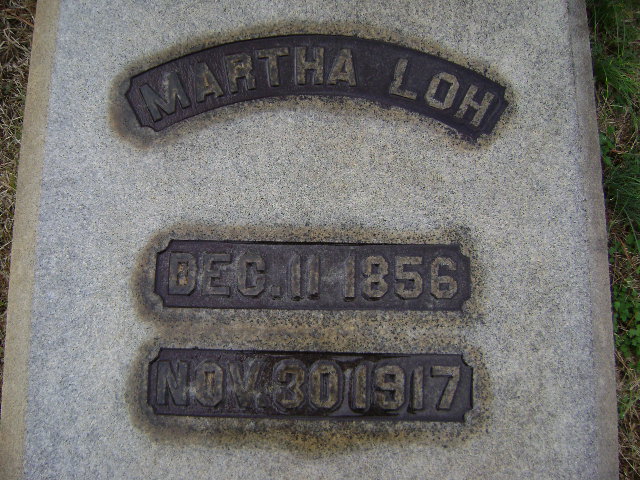 MARTHA LOH
DEC. 11 1856
NOV. 30 1917